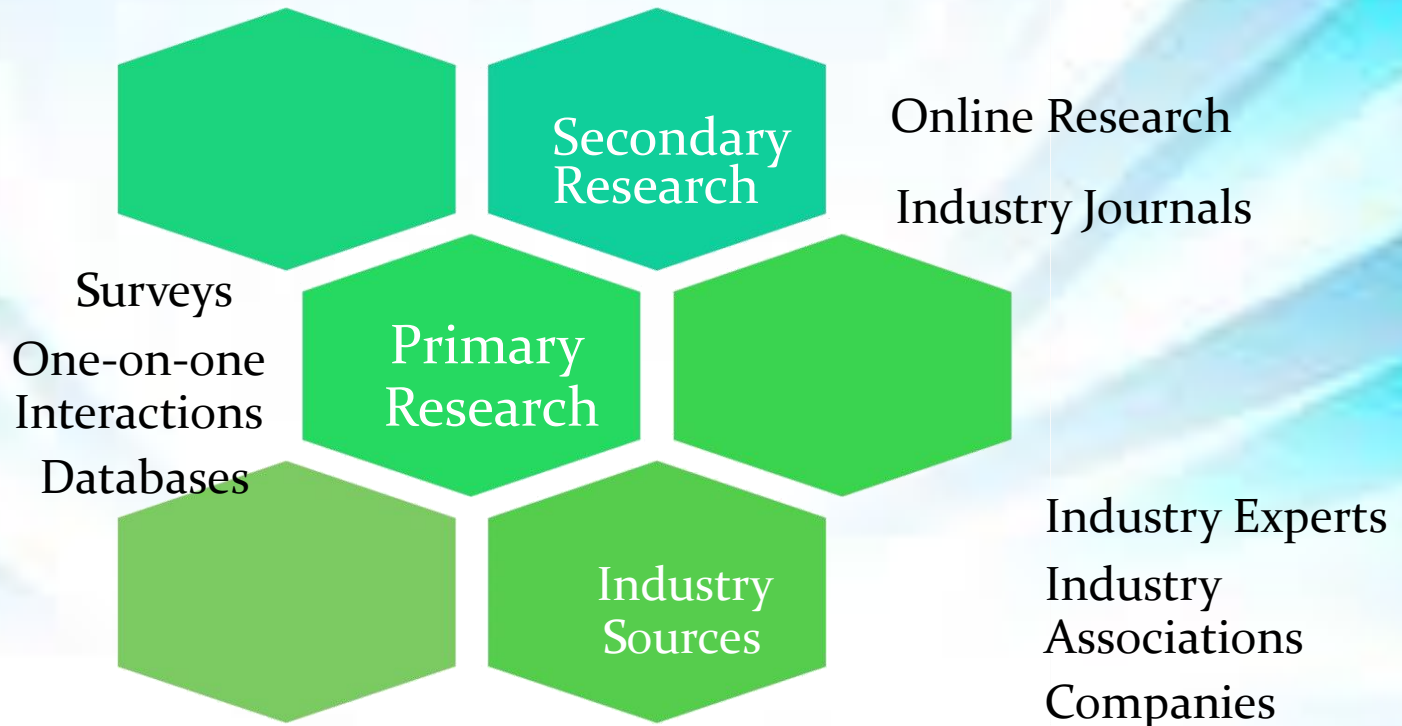 Secondary
Research
Online Research
Industry Journals
Surveys
One-on-one
Interactions
Databases
Primary
Research
Industry
Sources
Industry Experts
Industry
Associations
Companies